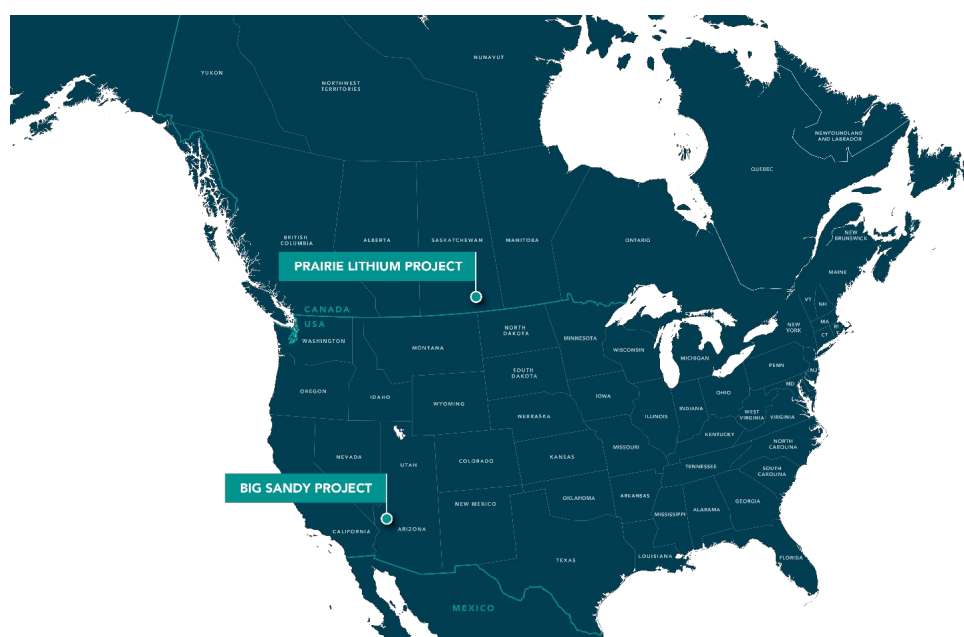 NUNAVUT
YUKON
NORTHWEST
TERRITORIES
NEWFOUNDLAND
AND LABRADOR
QUEBEC
BRITISH
COLUMBIA
ALBERTA
SASKATCHEWAN
MANITOBA
ONTARIO
NEW
BRUNSWICK
PRAIRIE LITHIUM PROJECT
MAINE
CANADA
USA
WASHINGTON
MONTANA
NORTH
DAKOTA
MINNESOTA
WISCONSIN
MICHIGAN
NEW
YORK
VT
NH
MA
RI
CT
OREGON
IDAHO
WYOMING
SOUTH
DAKOTA
IOWA
NEBRASKA
ILLINOIS
INDIANA
OHIO
PENN
NJ
MD
WEST
VIRGINIA
VIRGINIA
NEVADA
UTAH
COLORADO
KANSAS
MISSOURI
KENTUCKY
NORTH
CAROLINA
TENNESSEE
SOUTH
CAROLINA
BIG SANDY PROJECT
CALIFORNIA
ARIZONA
NEW MEXICO
OKLAHOMA
ARKANSAS
MISSISSIPPI
ALABAMA
GEORGIA
TEXAS
LOUISIANA
FLORIDA
MEXICO